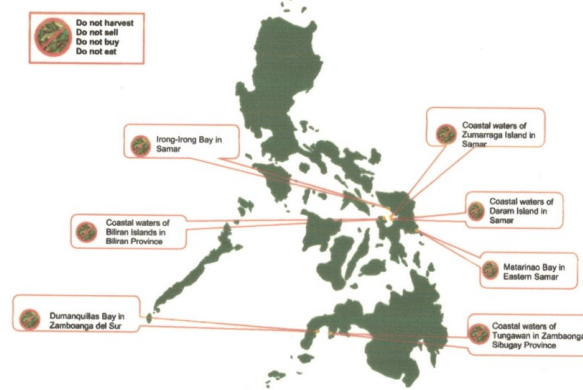 Do not harvest
Do not sell
Do not buy
Do not eat
Irong-Irong Bay in
Samar
Coastal waters of
Zumarraga Island in
Samar
Coastal waters of
Biliran Islands in
Biliran Province
Coastal waters of
Daram Island in
Samar
Matarinao Bay in
Eastern Samar
Dumanquillas Bay in
Zamboanga del Sur
Coastal waters of
Tungawan in Zambaonga
Sibugay Province